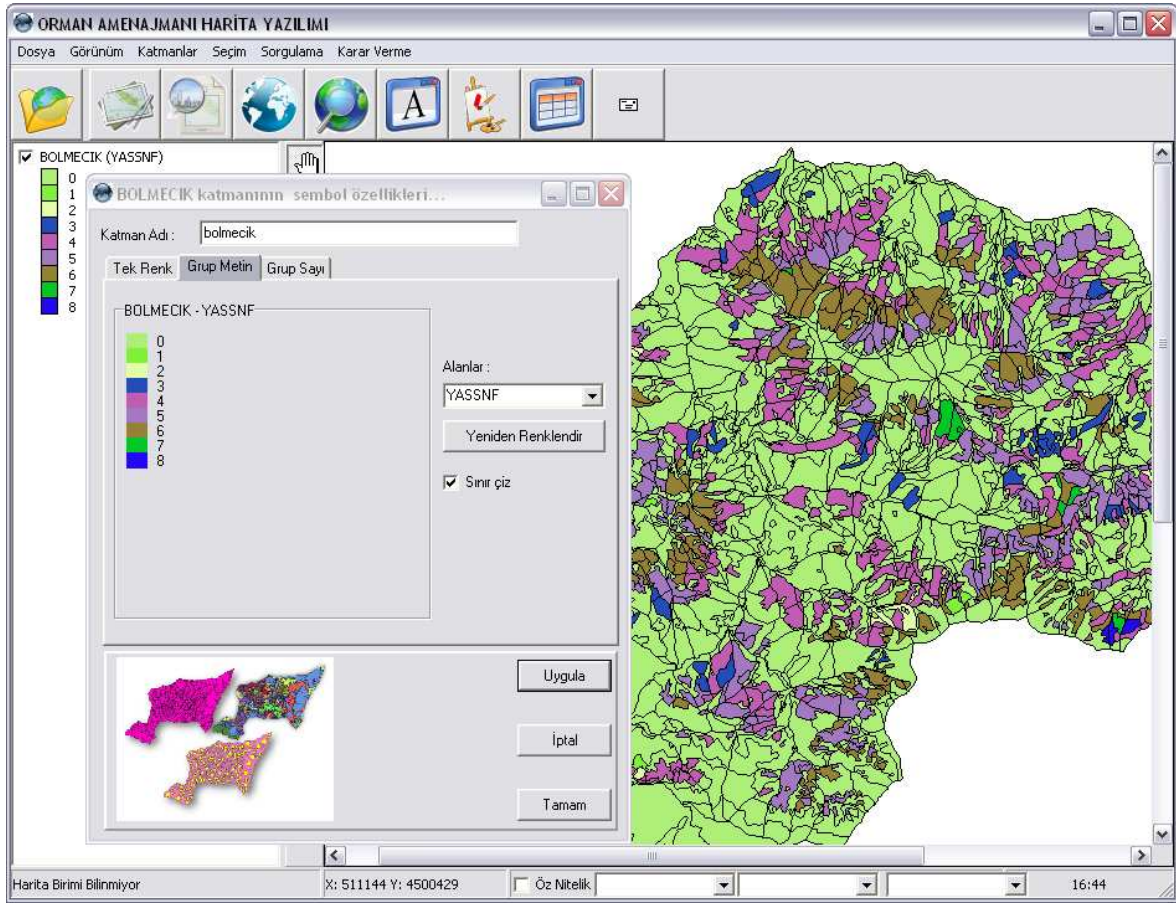 ORMAN AMENAJMANI HARİTA YAZILIMI
Dosya Görünüm Katmanlar Seçim Sorgulama Karar Verme
A
BOLMECIK (YASSNF)
0
1
2
3
4
5
6
7
8
BOLMECIK katmanının sembol özellikleri...
Katman Adı :
bolmecik
Tek Renk Grup Metin Grup Sayı
BOLMECIK - YASSNF
0
1
2
3
4
5
6
7
8
Alanlar :
YASSNF
Yeniden Renklendir
Sınır çiz
Uygula
İptal
Tamam
Harita Birimi Bilinmiyor
X: 511144 Y: 4500429
Öz Nitelik
16:44